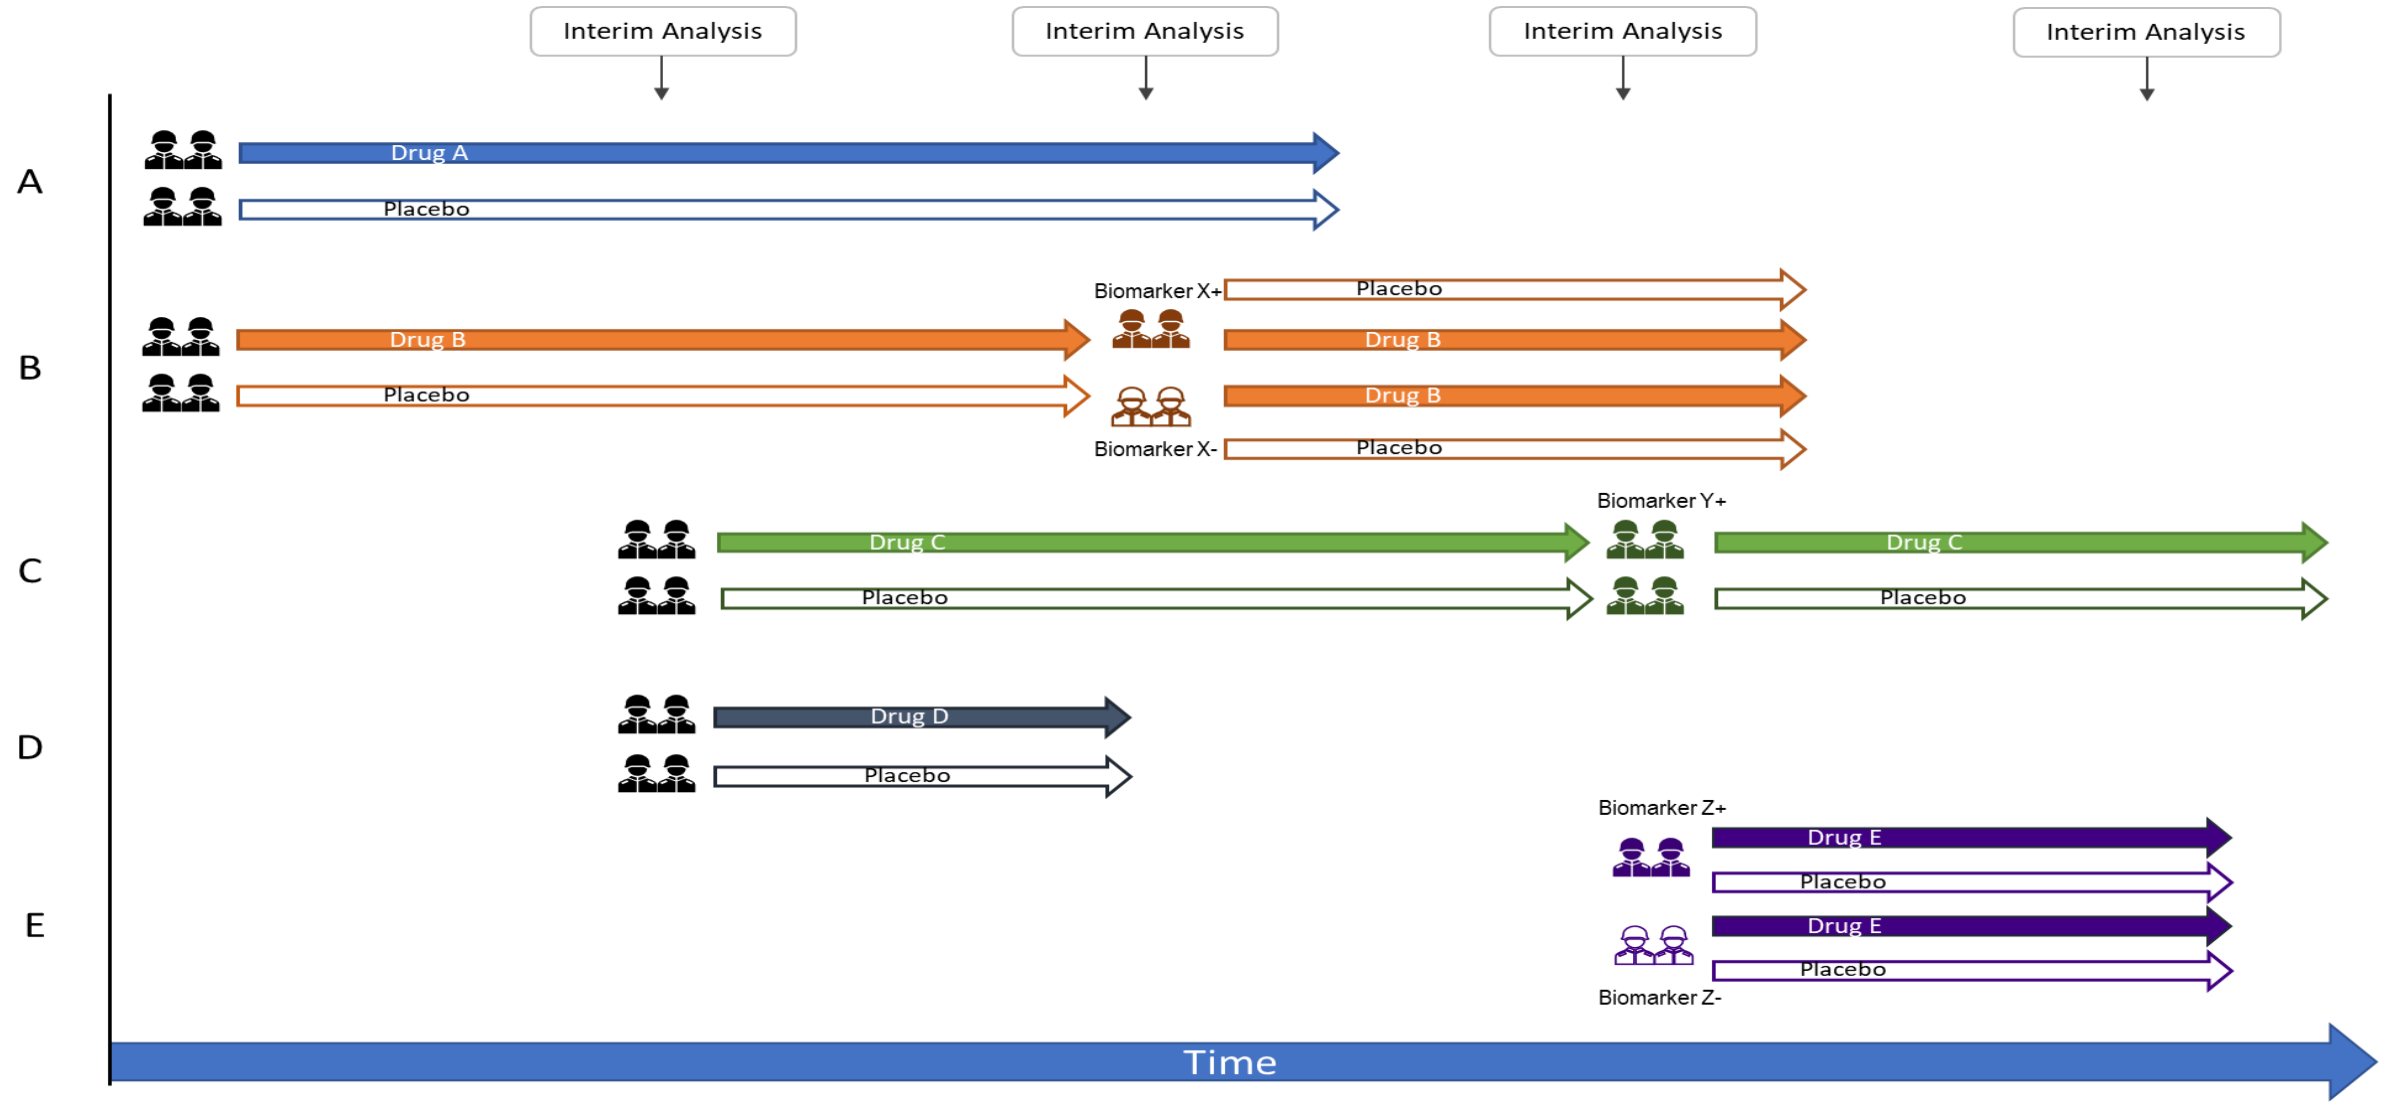 Interim Analysis
Interim Analysis
Interim Analysis
Interim Analysis
A
Drug A
Placebo
B
Drug B
Placebo
Biomarker X+
Placebo
Drug B
Drug B
Biomarker X-
Placebo
C
Drug C
Placebo
Biomarker Y+
Drug C
Placebo
D
Drug D
Placebo
E
Biomarker Z+
Drug E
Placebo
Drug E
Placebo
Biomarker Z-
Time